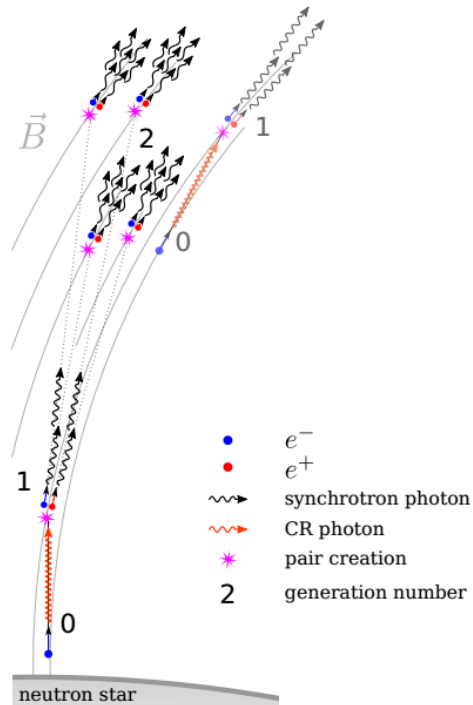 B
2
1
0
1
0
e⁻
e⁺
synchrotron photon
CR photon
pair creation
2 generation number
neutron star